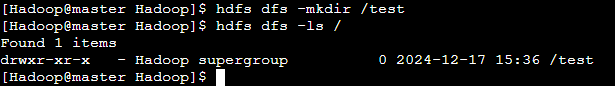 [Hadoop@master Hadoop]$ hdfs dfs -mkdir /test
[Hadoop@master Hadoop]$ hdfs dfs -ls /
Found 1 items
drwxr-xr-x   - Hadoop supergroup          0 2024-12-17 15:36 /test
[Hadoop@master Hadoop]$